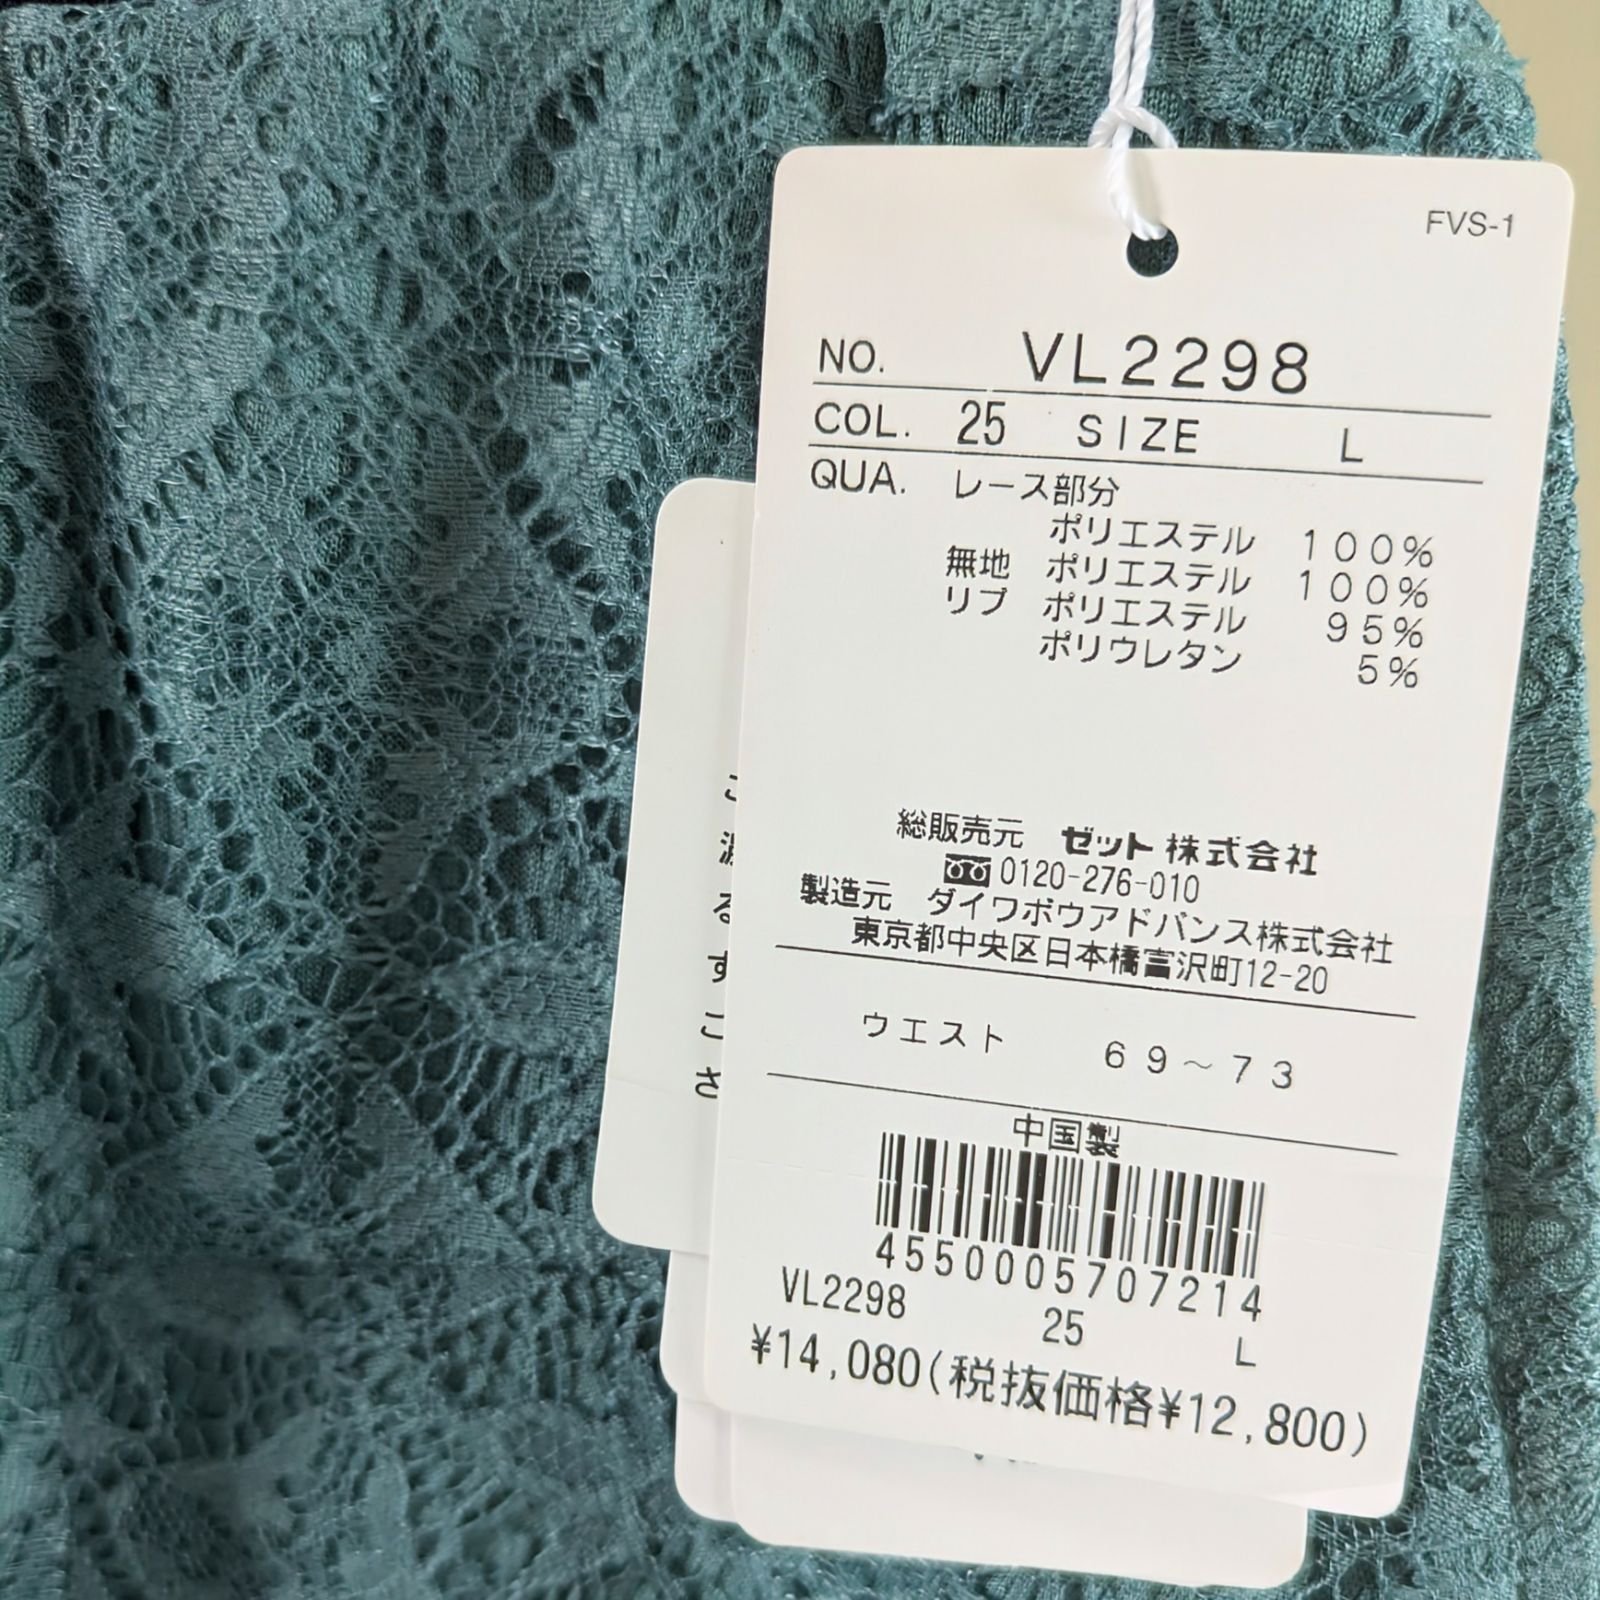 FVS-1
NO. VL2298
COL. 25 SIZE L
QUA. レース部分
ポリエステル 100%
無地 ポリエステル 100%
リブ ポリエステル 95%
ポリウレタン 5%
総販売元 ゼット株式会社
0120-276-010
製造元 ダイワボウアドバンス株式会社
東京都中央区日本橋富沢町12-20
ウエスト 69～73
中国製
4550005707214
VL2298 25 L
¥14,080(税抜価格¥12,800)
る
す
こ
さ